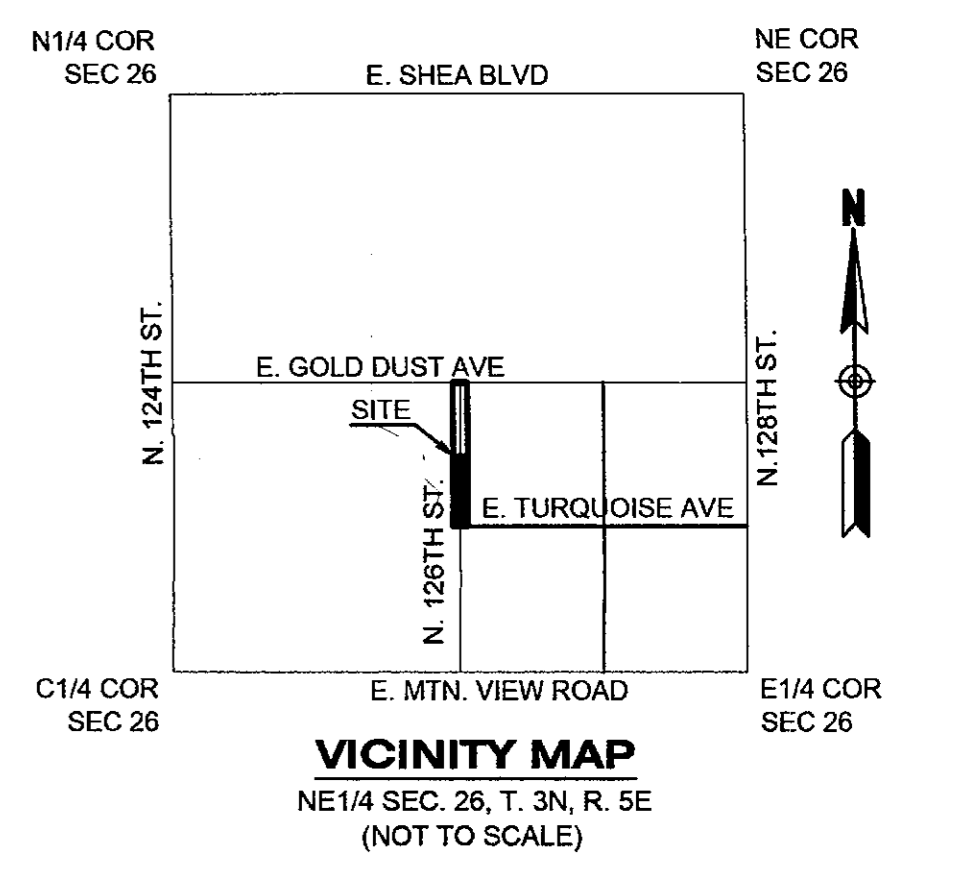 N1/4 COR
SEC 26
E. SHEA BLVD
NE COR
SEC 26
N
N. 124TH ST.
E. GOLD DUST AVE
SITE
N. 126TH ST.
E. TURQUOISE AVE
N.128TH ST.
C1/4 COR
SEC 26
E. MTN. VIEW ROAD
E1/4 COR
SEC 26
VICINITY MAP
NE1/4 SEC. 26, T. 3N, R. 5E
(NOT TO SCALE)